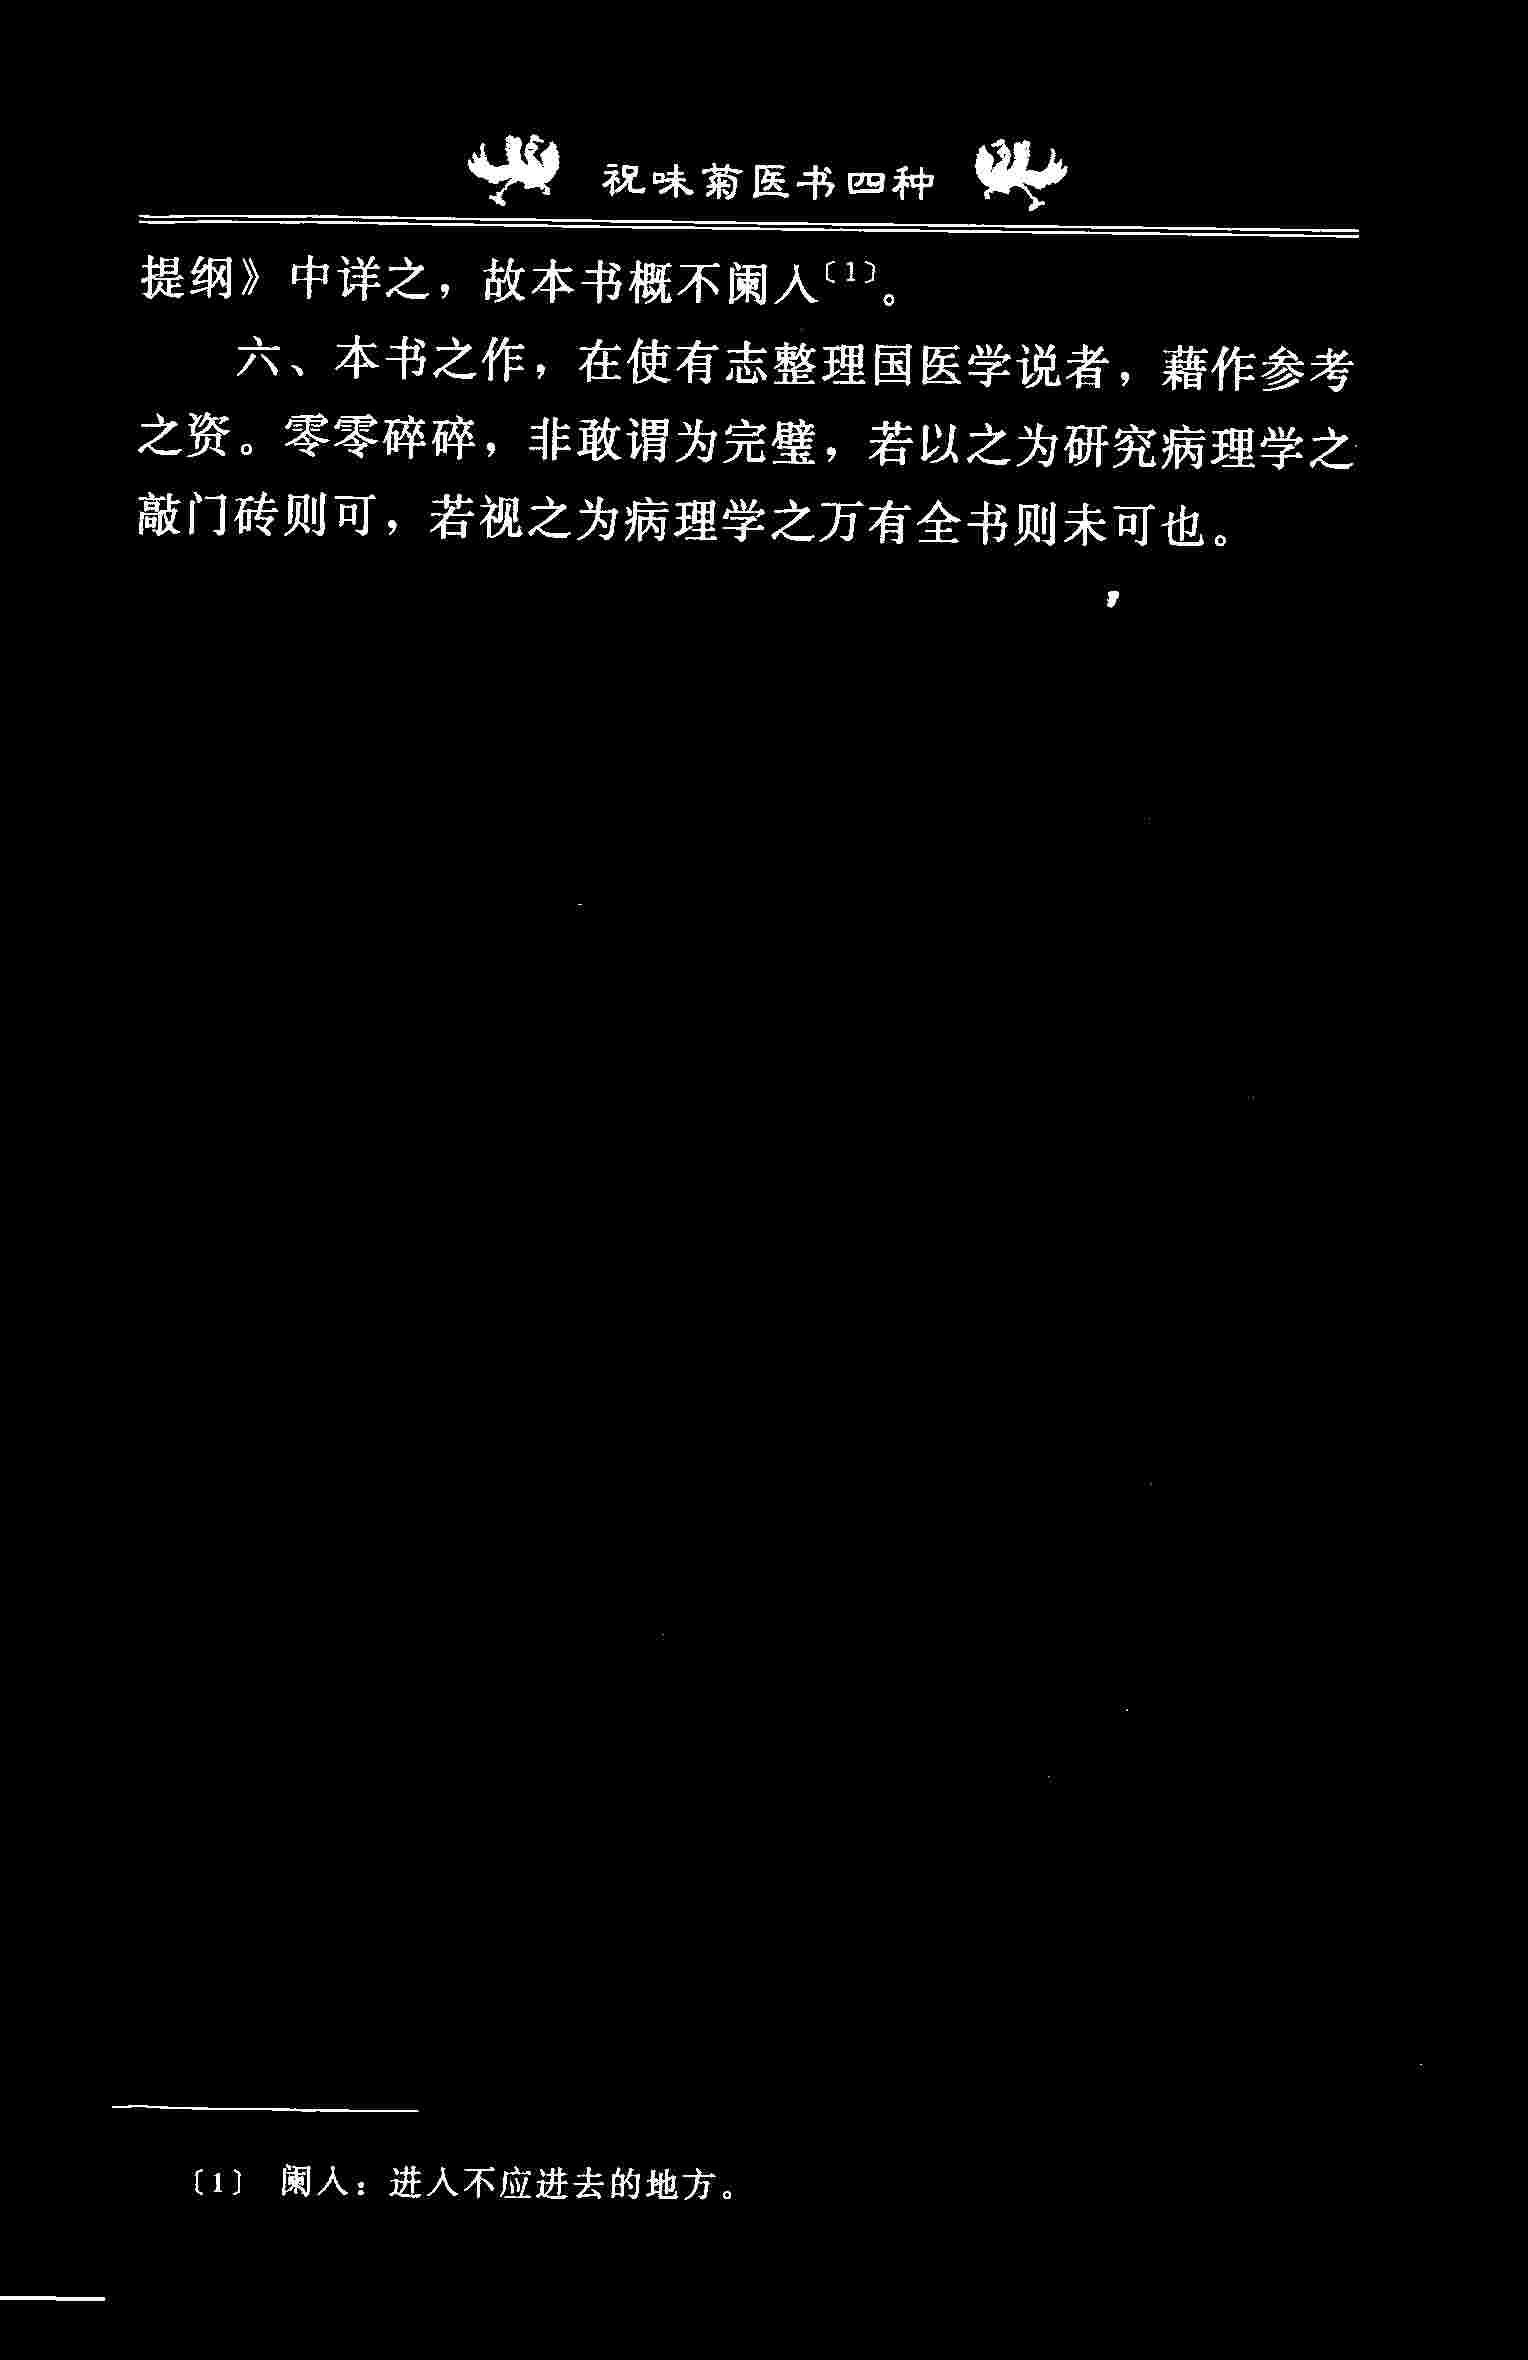 祝味菊医书四种
提纲》中详之，故本书概不阑入〔1〕。
六、本书之作，在使有志整理国医学说者，藉作参考
之资。零零碎碎，非敢谓为完璧，若以之为研究病理学之
敲门砖则可，若视之为病理学之万有全书则未可也。
〔1〕 阑入：进入不应进去的地方。